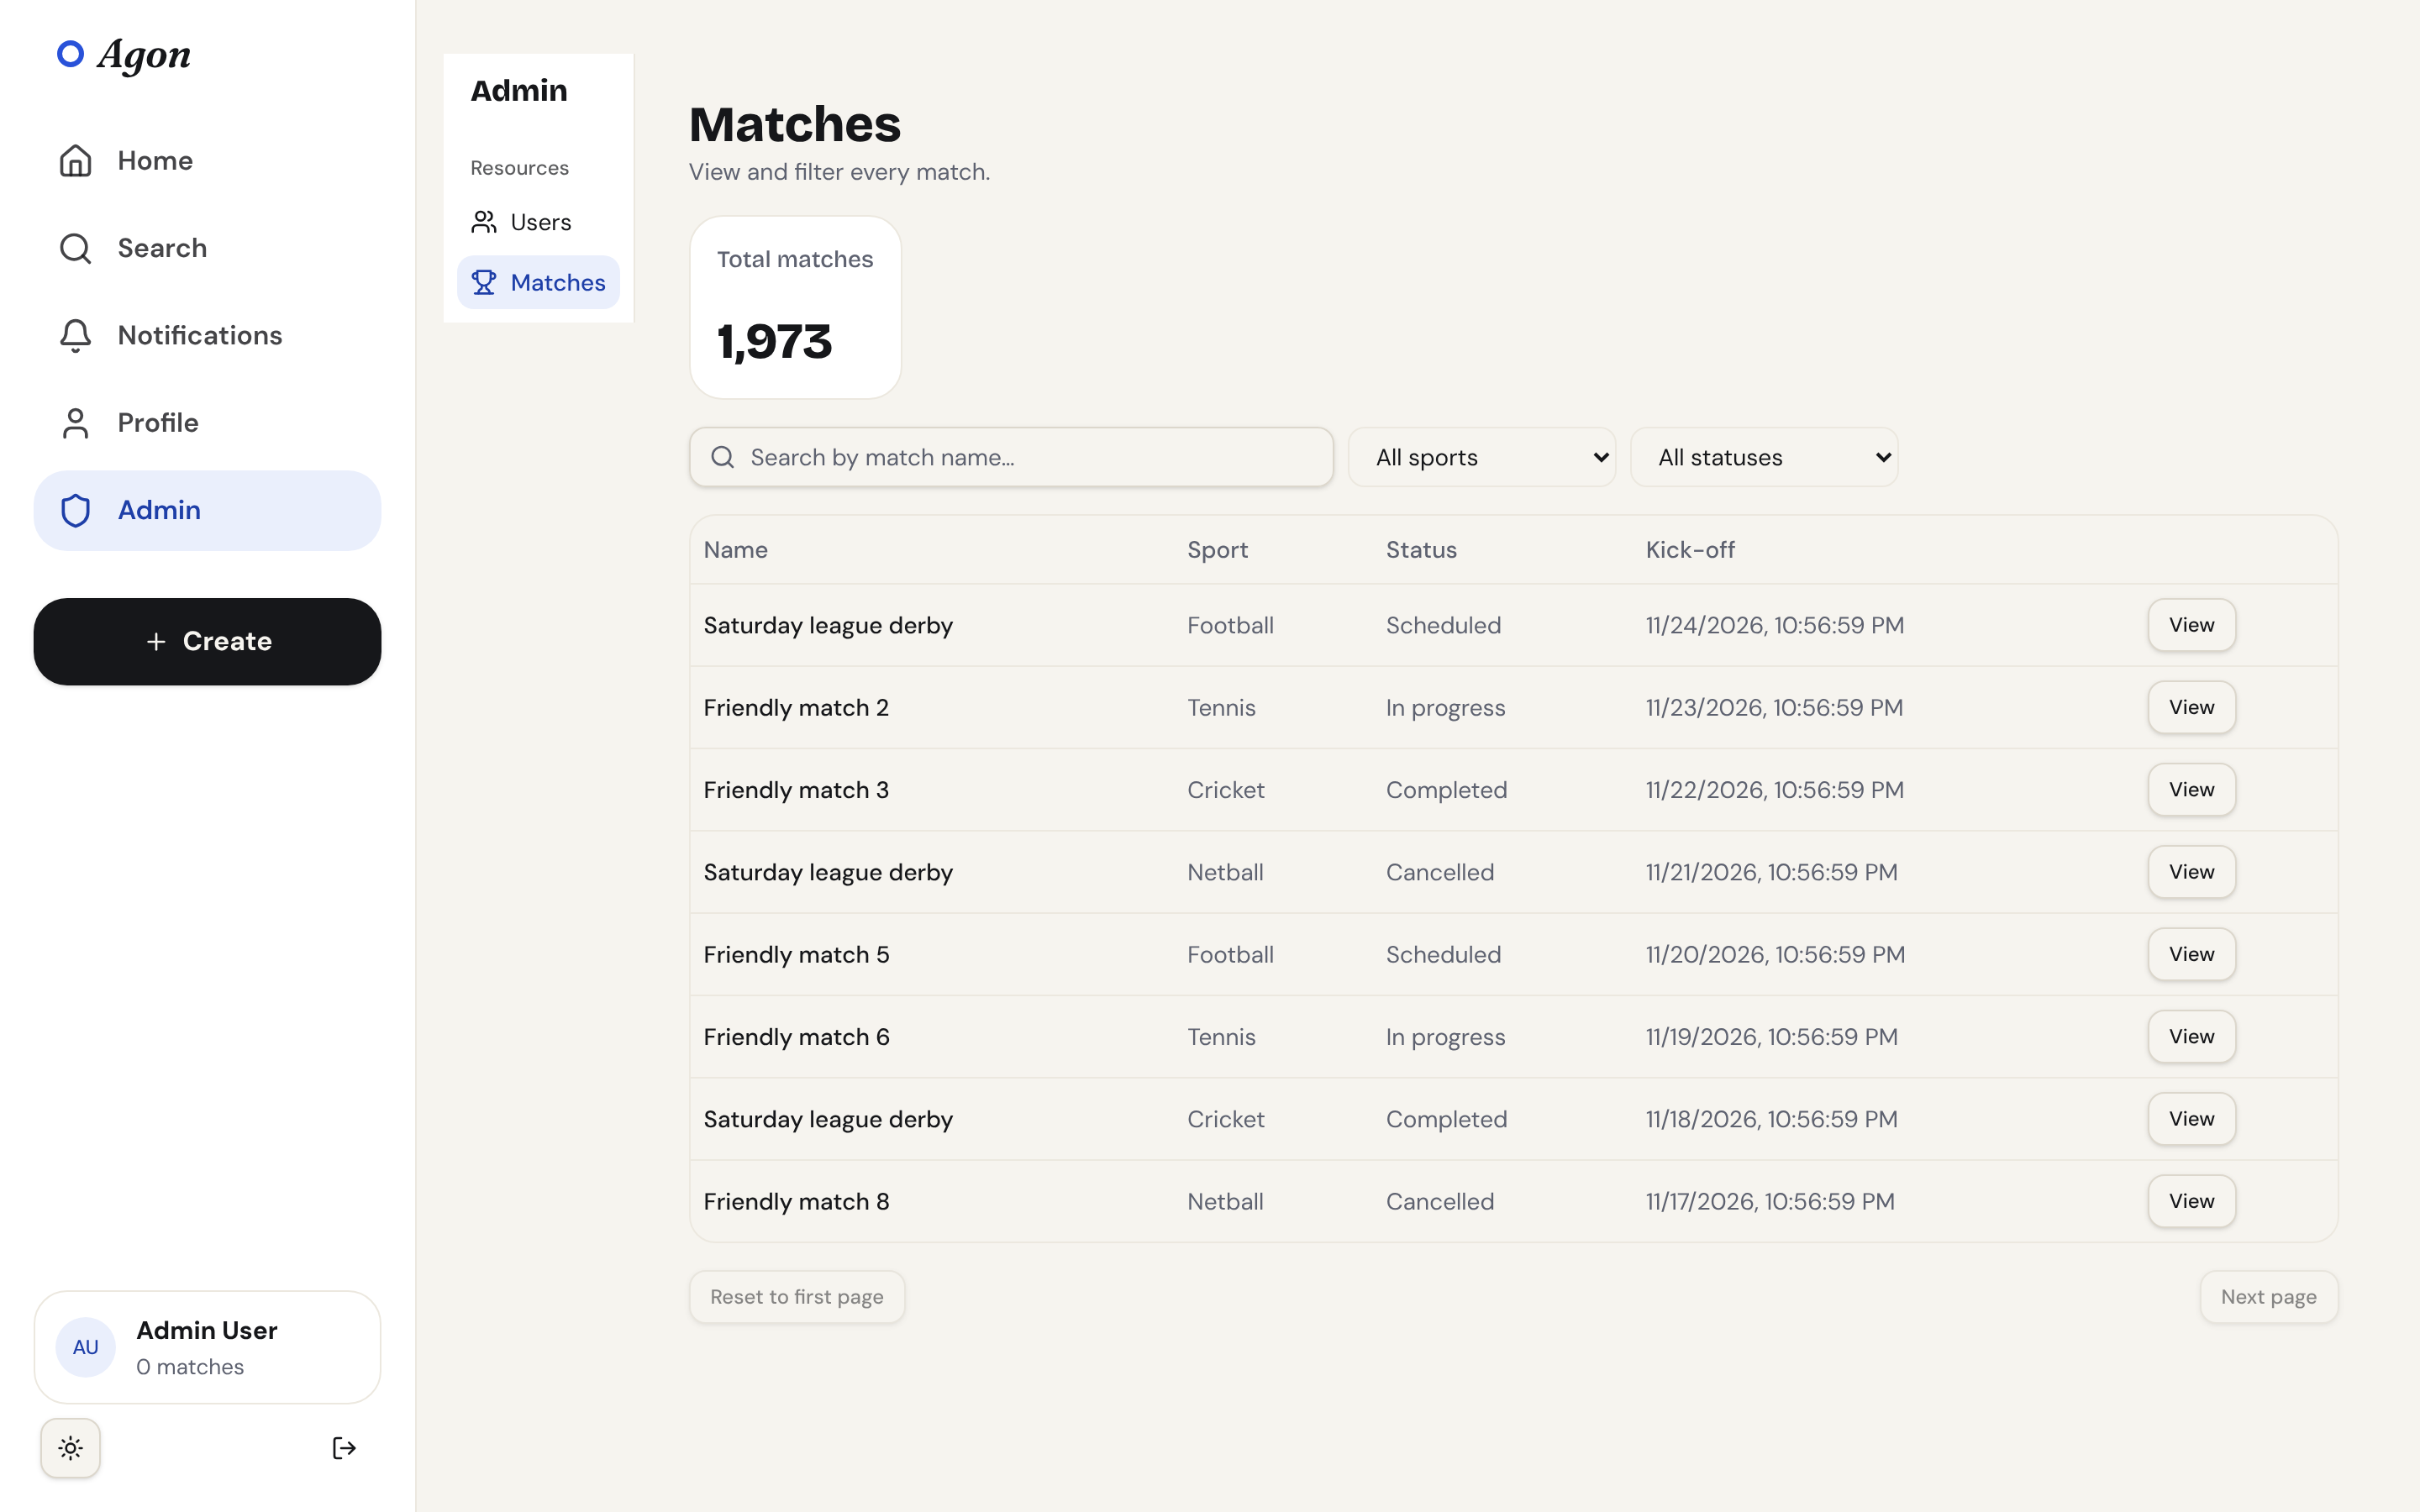 Agon
Home
Search
Notifications
Profile
Admin
Create
AU
Admin User
0 matches
Admin
Resources
Users
Matches
Matches
View and filter every match.
Total matches
1,973
Search by match name...
All sports
All statuses
Name Sport Status Kick-off
Saturday league derby Football Scheduled 11/24/2026, 10:56:59 PM View
Friendly match 2 Tennis In progress 11/23/2026, 10:56:59 PM View
Friendly match 3 Cricket Completed 11/22/2026, 10:56:59 PM View
Saturday league derby Netball Cancelled 11/21/2026, 10:56:59 PM View
Friendly match 5 Football Scheduled 11/20/2026, 10:56:59 PM View
Friendly match 6 Tennis In progress 11/19/2026, 10:56:59 PM View
Saturday league derby Cricket Completed 11/18/2026, 10:56:59 PM View
Friendly match 8 Netball Cancelled 11/17/2026, 10:56:59 PM View
Reset to first page
Next page